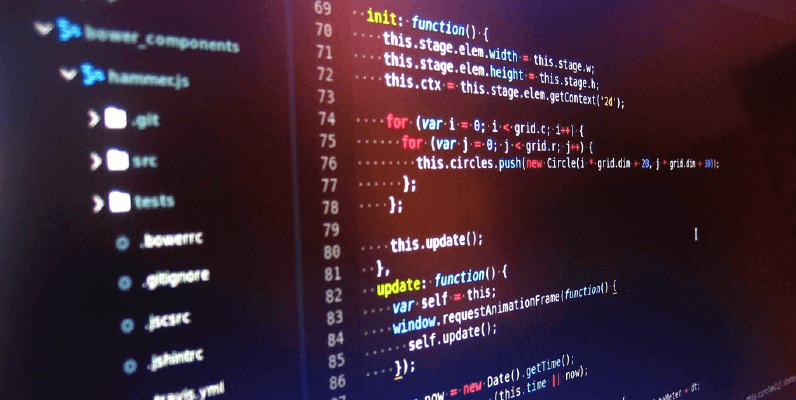 bower_components
hammer.js
.git
src
tests
.bowerrc
.gitignore
.jscsrc
.jshintrc
.travis.yml
69
70 init: function() {
71 this.stage.elem.width = this.stage.w;
72 this.stage.elem.height = this.stage.h;
73 this.ctx = this.stage.elem.getContext('2d');
74
75 for (var i = 0; i < grid.c; i++) {
76 for (var j = 0; j < grid.r; j++) {
77 this.circles.push(new Circle(i * grid.dim + 20, j * grid.dim + 30));
78 };
79 };
80
81 this.update();
82 },
83 update: function() {
84 var self = this;
85 window.requestAnimationFrame(function() {
86 self.update();
});
now = new Date().getTime();
(this.time || now);